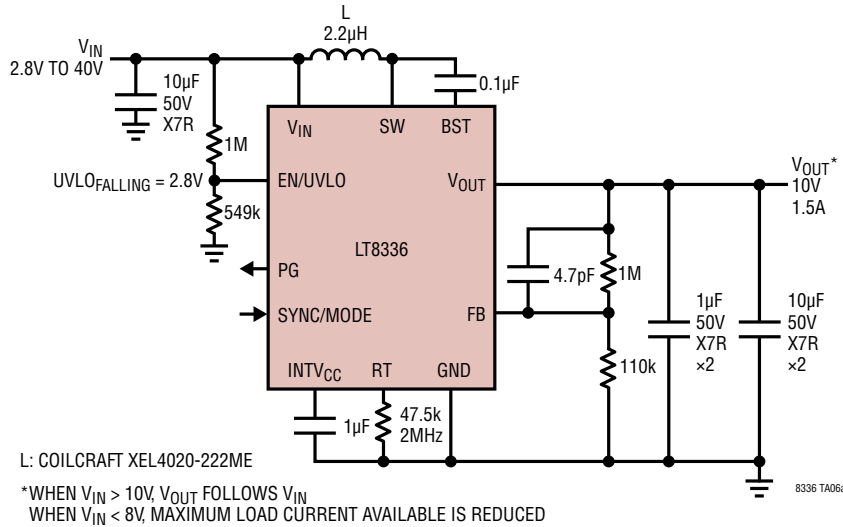 L
2.2µH
VIN
2.8V TO 40V
10µF
50V
X7R
0.1µF
1M
VIN
SW
BST
UVLOFALLING = 2.8V
EN/UVLO
VOUT
VOUT*
10V
1.5A
549k
LT8336
PG
4.7pF
1M
SYNC/MODE
FB
1µF
50V
X7R
×2
10µF
50V
X7R
×2
INTVCC
RT
GND
110k
1µF
47.5k
2MHz
L: COILCRAFT XEL4020-222ME
8336 TA06a
*WHEN VIN > 10V, VOUT FOLLOWS VIN
WHEN VIN < 8V, MAXIMUM LOAD CURRENT AVAILABLE IS REDUCED